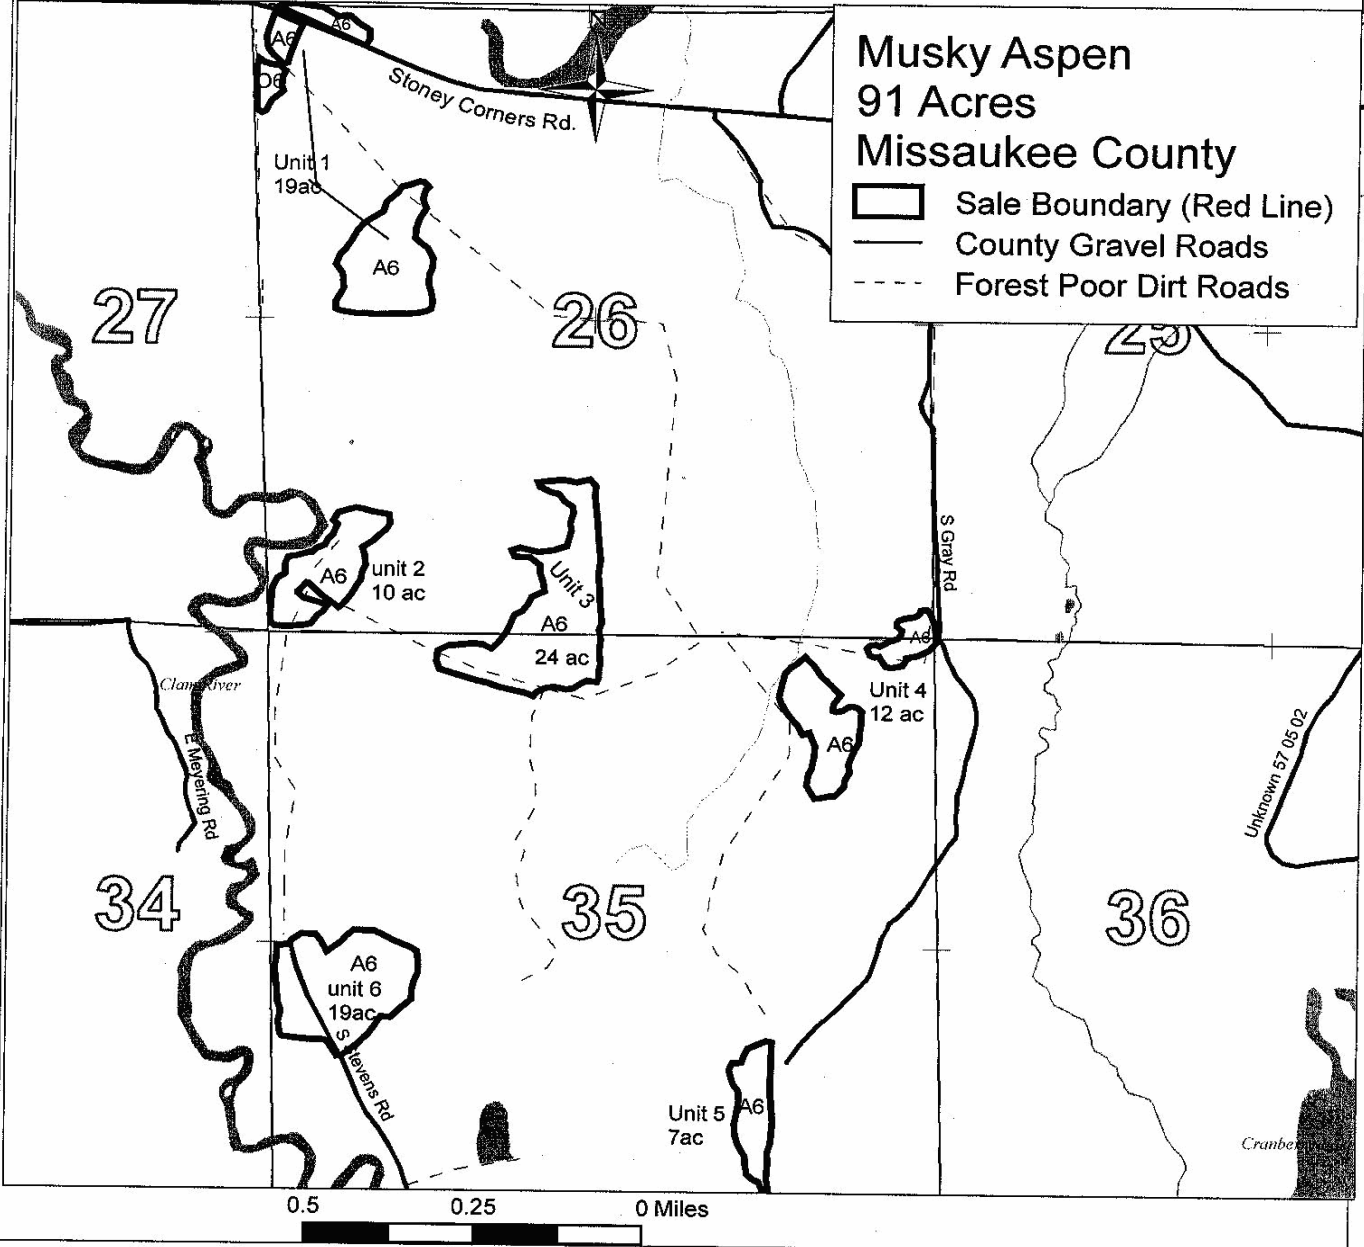 Musky Aspen
91 Acres
Missaukee County
Sale Boundary (Red Line)
County Gravel Roads
Forest Poor Dirt Roads
A6
A6
O6
Stoney Corners Rd.
Unit 1
19ac
A6
27
26
25
S Gray Rd
A6
unit 2
10 ac
Unit 3
A6
24 ac
A6
Unit 4
12 ac
A6
Clam River
E Meyering Rd
Unknown 57 05 02
34
35
36
A6
unit 6
19ac
S Stevens Rd
Unit 5
7ac
A6
0.5
0.25
0 Miles